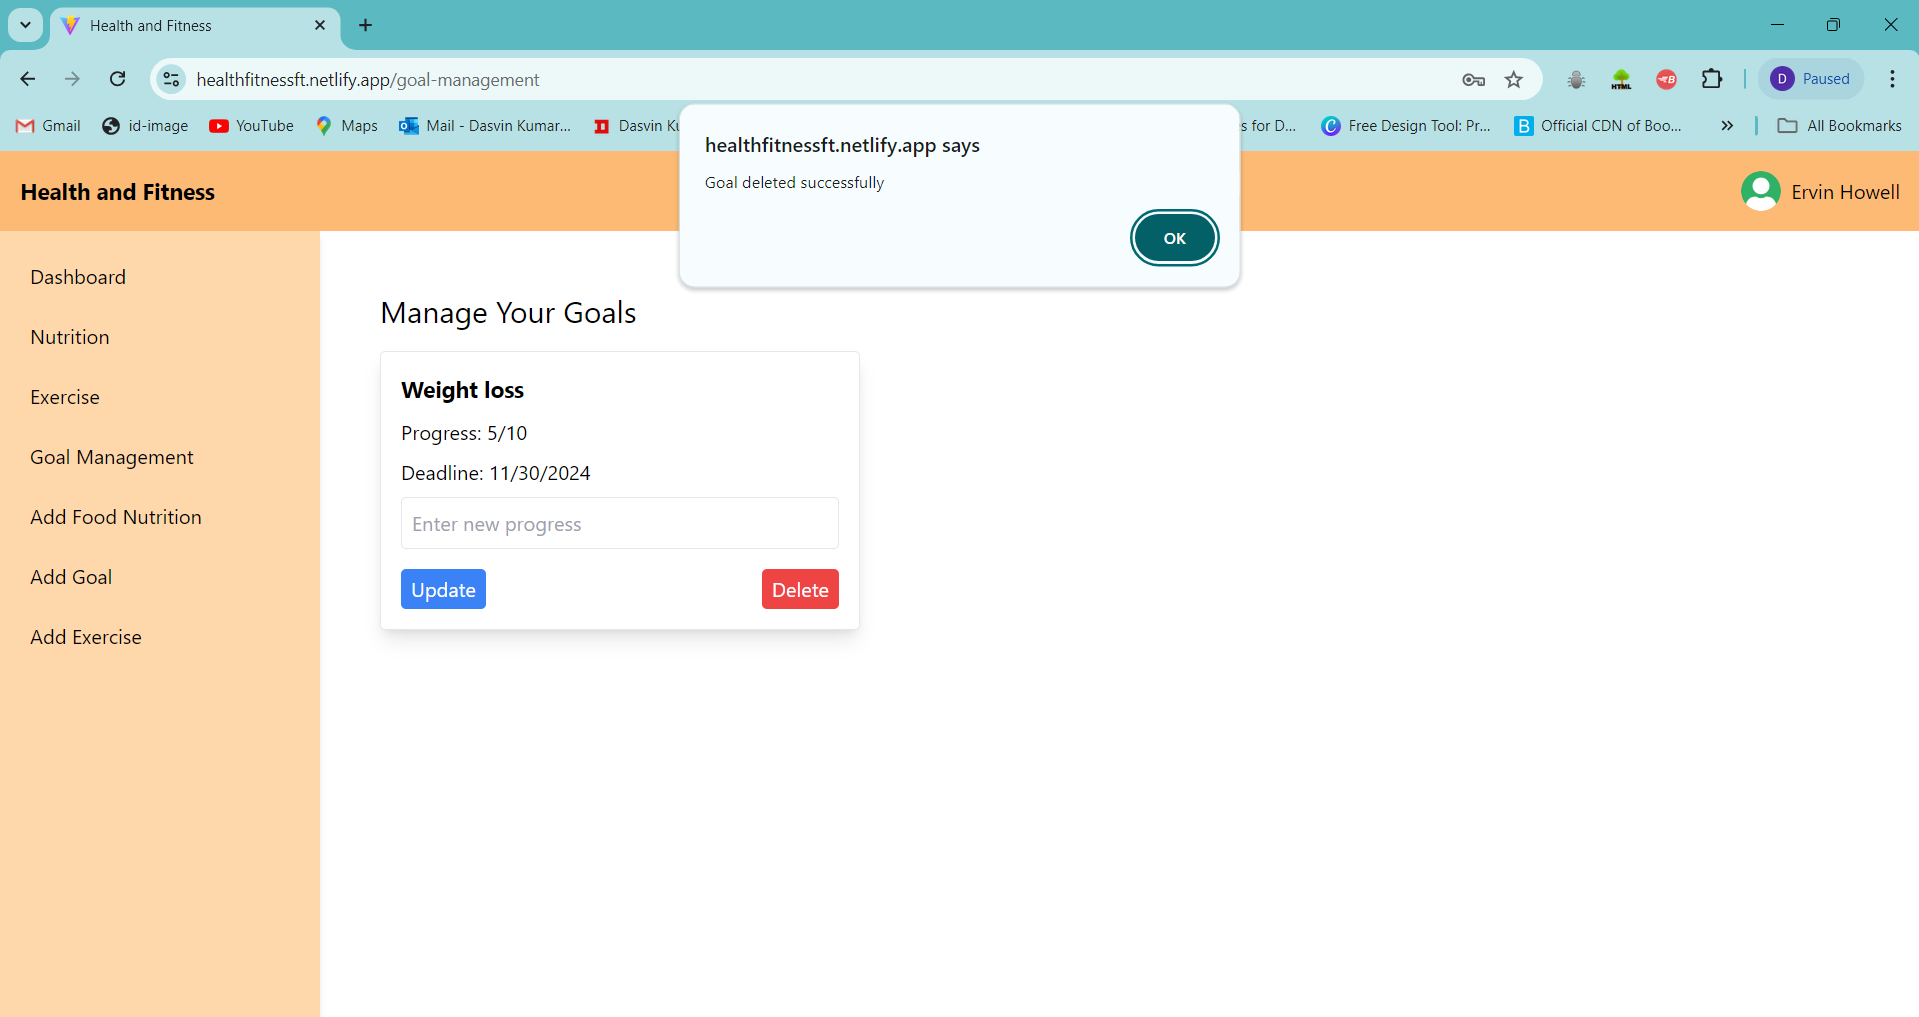 Health and Fitness
healthfitnessft.netlify.app/goal-management
D Paused
Gmail id-image YouTube Maps Mail - Dasvin Kumar... Dasvin Ku s for D... Free Design Tool: Pr... B Official CDN of Boo... All Bookmarks
healthfitnessft.netlify.app says
Goal deleted successfully
OK
Health and Fitness
Ervin Howell
Dashboard
Nutrition
Exercise
Goal Management
Add Food Nutrition
Add Goal
Add Exercise
Manage Your Goals
Weight loss
Progress: 5/10
Deadline: 11/30/2024
Enter new progress
Update Delete